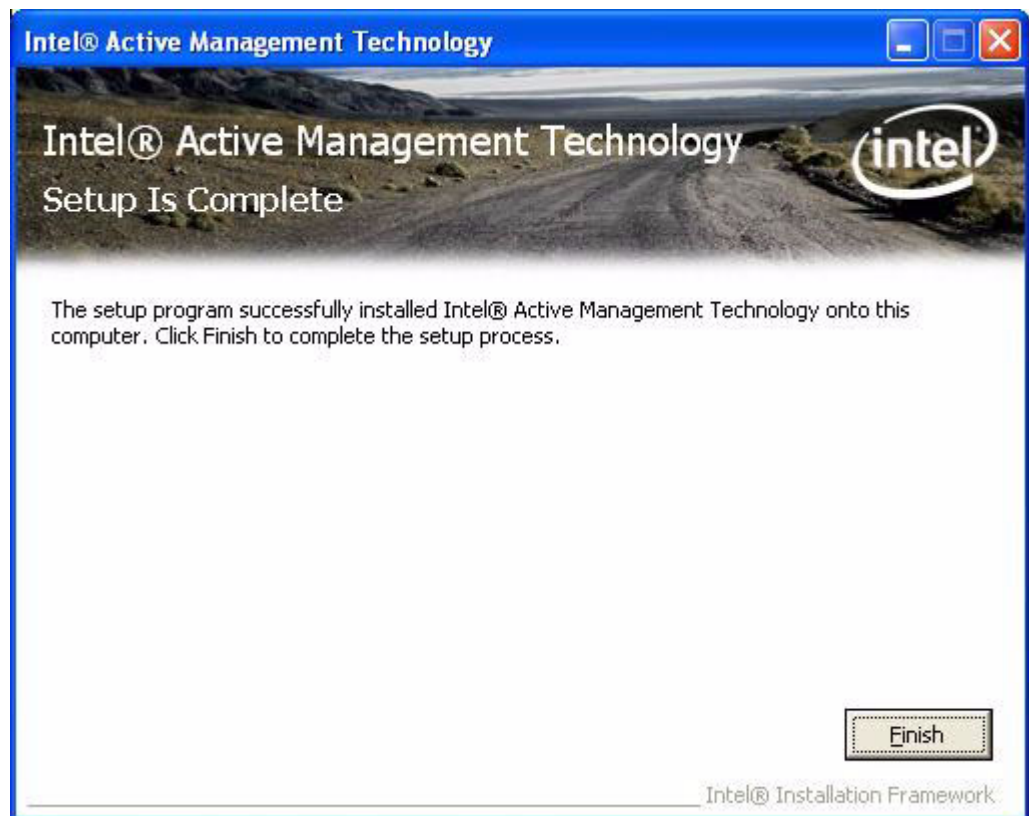 Intel® Active Management Technology
Intel® Active Management Technology
intel
Setup Is Complete
The setup program successfully installed Intel® Active Management Technology onto this
computer. Click Finish to complete the setup process.
Finish
Intel® Installation Framework